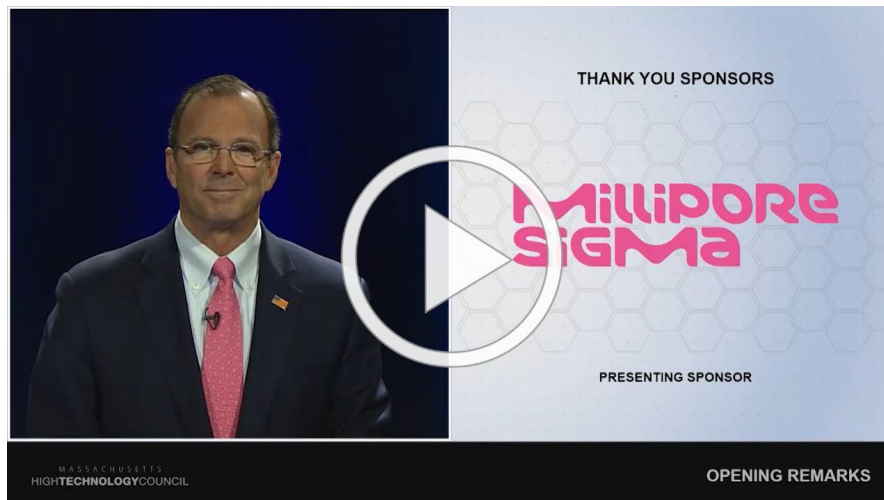 THANK YOU SPONSORS
MilliPORE
SiGMa
PRESENTING SPONSOR
MASSACHUSETTS
HIGHTECHNOLOGYCOUNCIL
OPENING REMARKS